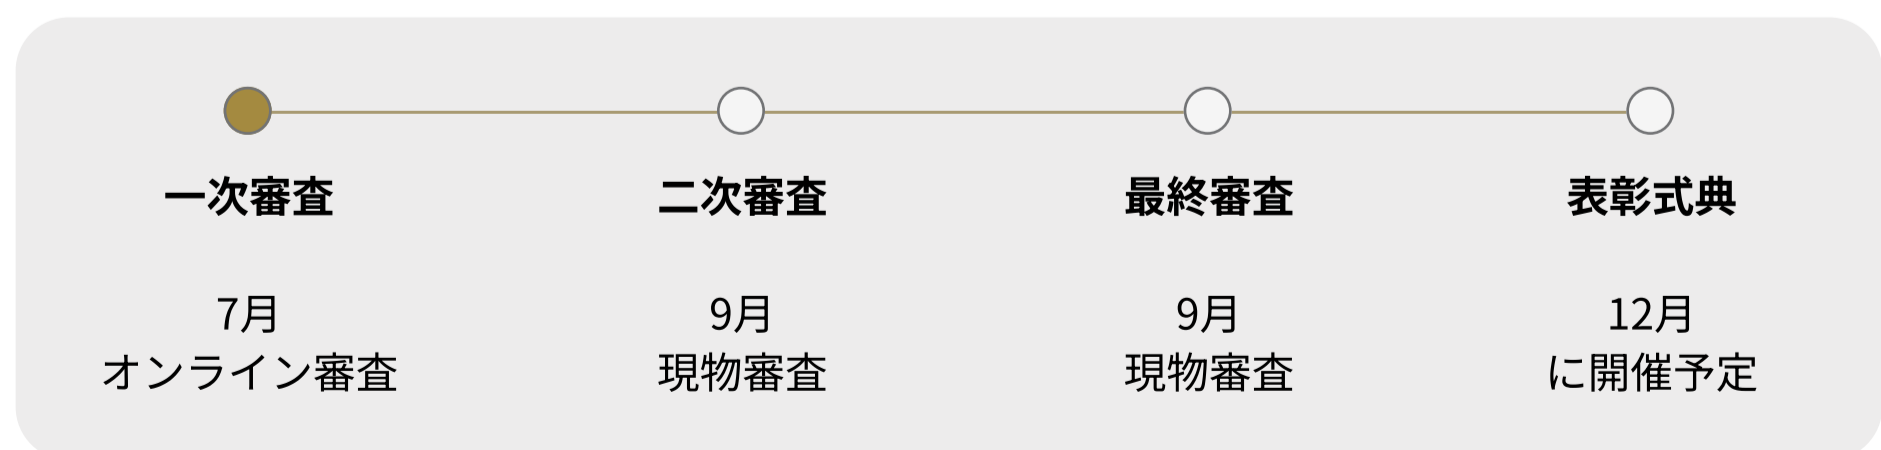 一次審査
7月
オンライン審査
二次審査
9月
現物審査
最終審査
9月
現物審査
表彰式典
12月
に開催予定